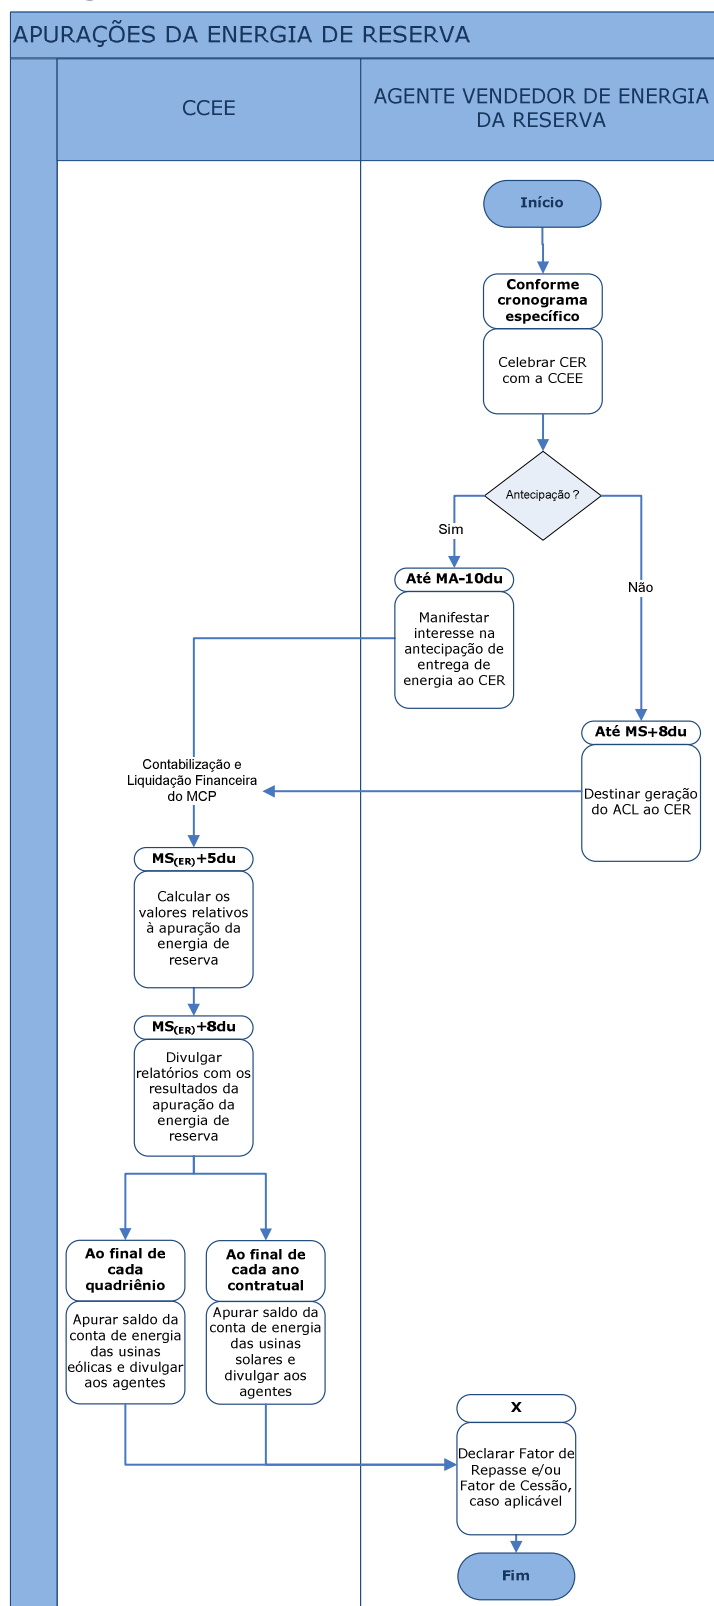 APURAÇÕES DA ENERGIA DE RESERVA
CCEE
AGENTE VENDEDOR DE ENERGIA
DA RESERVA
Início
Conforme
cronograma
específico
Celebrar CER
com a CCEE
Antecipação ?
Sim
Não
Até MA-10du
Manifestar
interesse na
antecipação de
entrega de
energia ao CER
Até MS+8du
Destinar geração
do ACL ao CER
Contabilização e
Liquidação Financeira
do MCP
MS(ER)+5du
Calcular os
valores relativos
à apuração da
energia de
reserva
MS(ER)+8du
Divulgar
relatórios com os
resultados da
apuração da
energia de
reserva
Ao final de
cada
quadriênio
Apurar saldo da
conta de energia
das usinas
eólicas e divulgar
aos agentes
Ao final de
cada ano
contratual
Apurar saldo da
conta de energia
das usinas
solares e
divulgar aos
agentes
X
Declarar Fator de
Repasse e/ou
Fator de Cessão,
caso aplicável
Fim